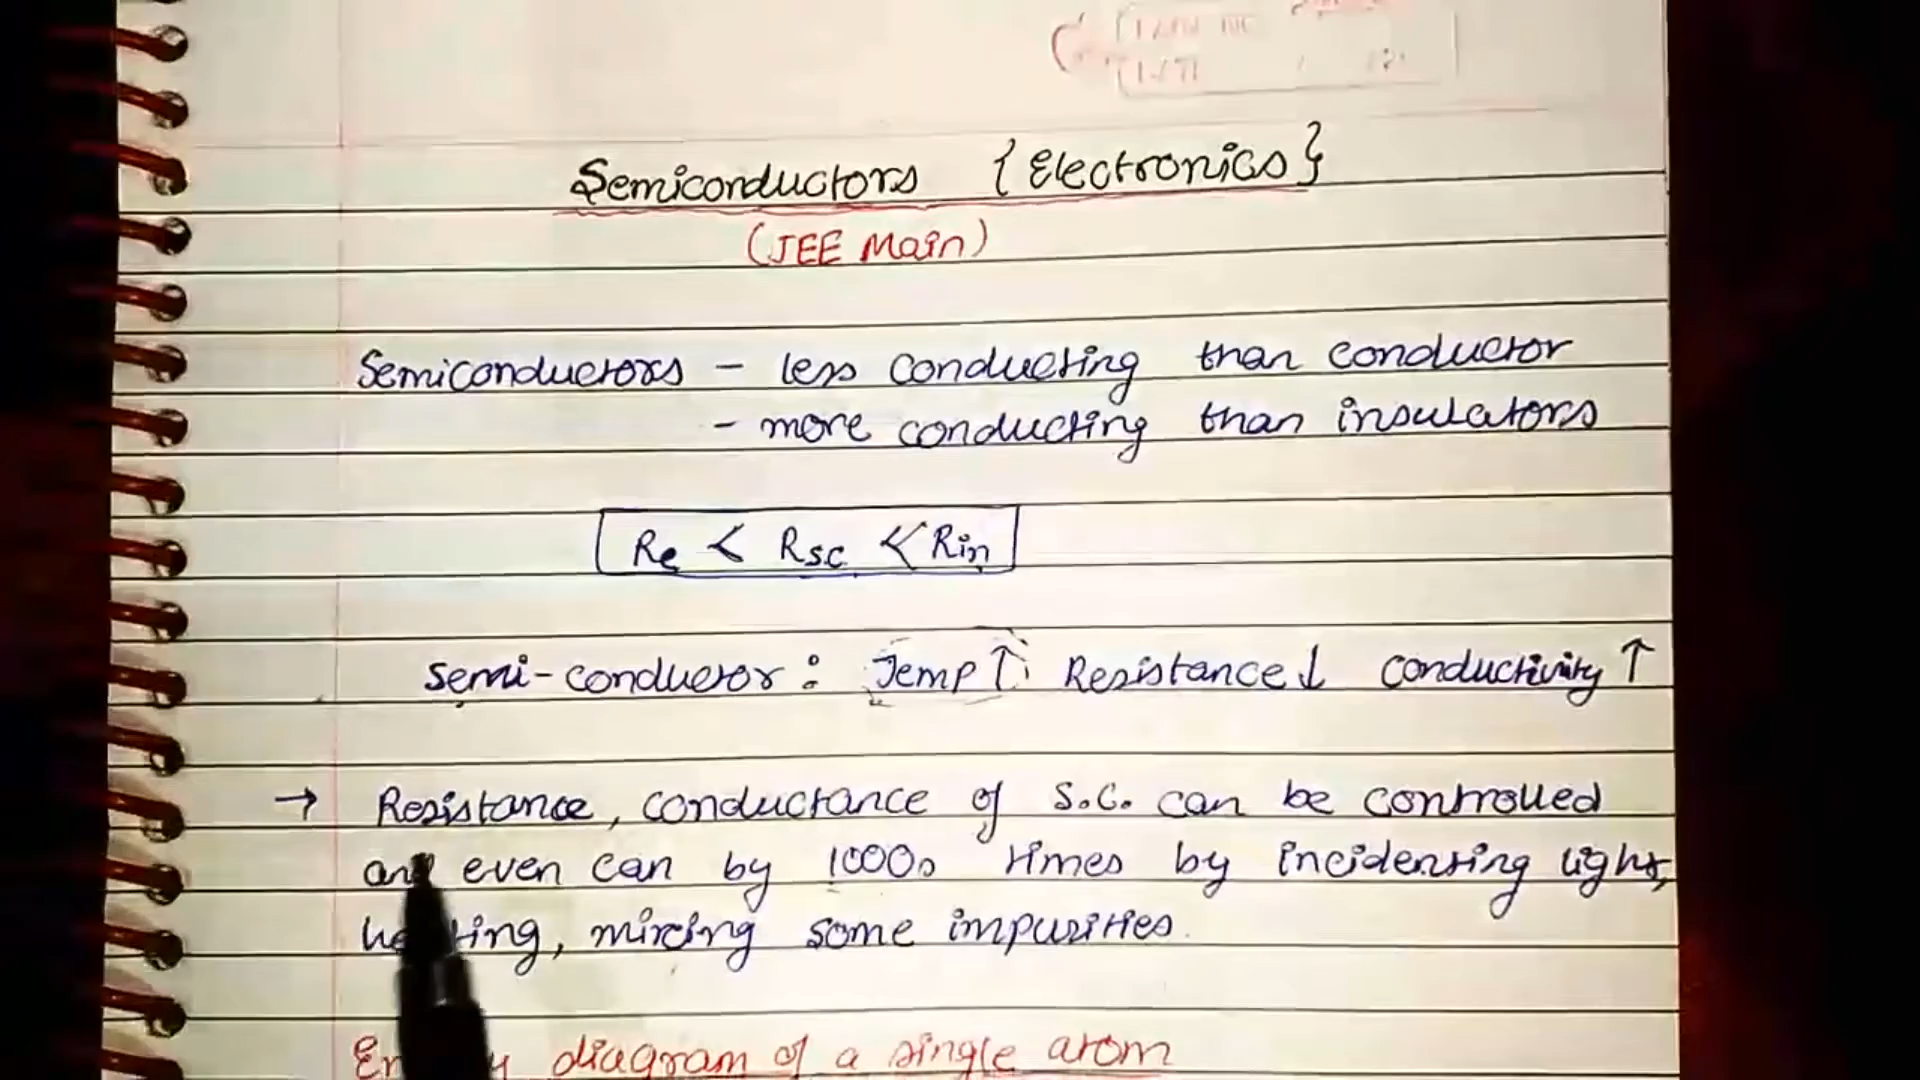 Semiconductors {Electronics}
(JEE Main)
Semiconductors - less conducting than conductor
- more conducting than insulators
Rc < Rsc < Rin
Semi-conductor : Temp↑ Resistance↓ conductivity↑
→ Resistance, conductance of S.C. can be controlled
and even can by 1000s times by incidenting light,
heating, mixing some impurities.
diagram of a single atom